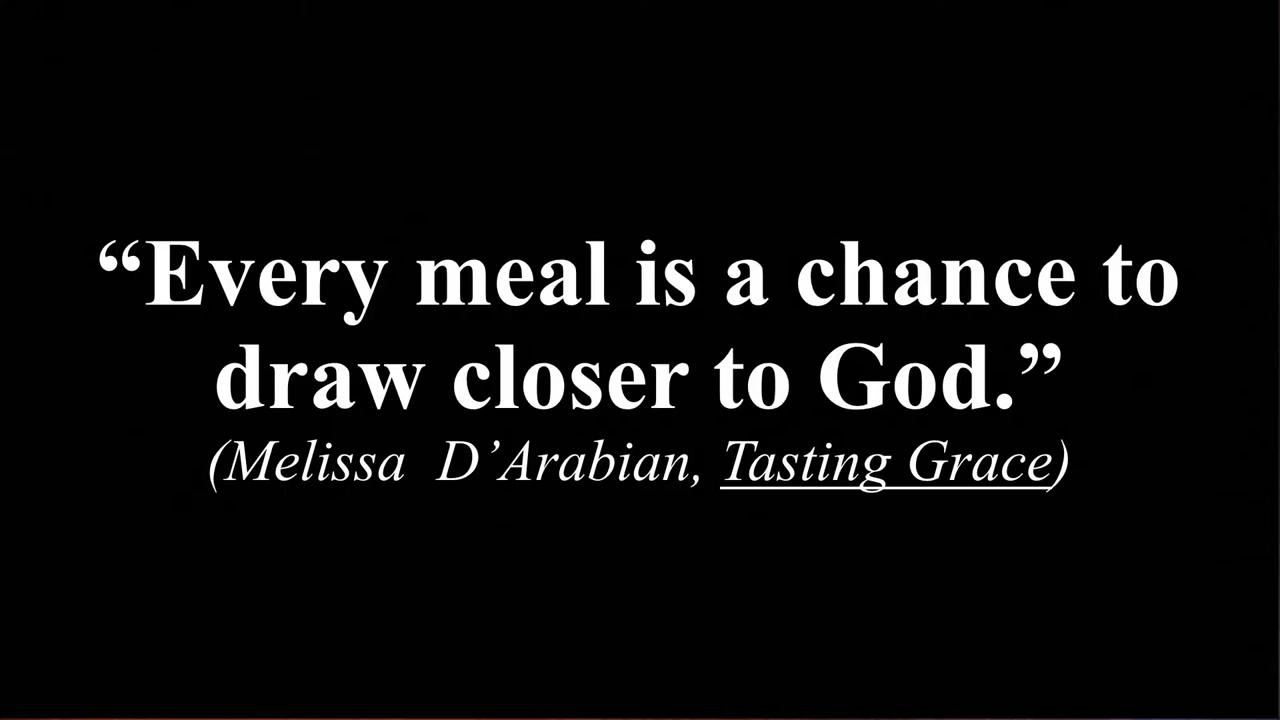 “Every meal is a chance to
draw closer to God.”
(Melissa  D’Arabian, Tasting Grace)